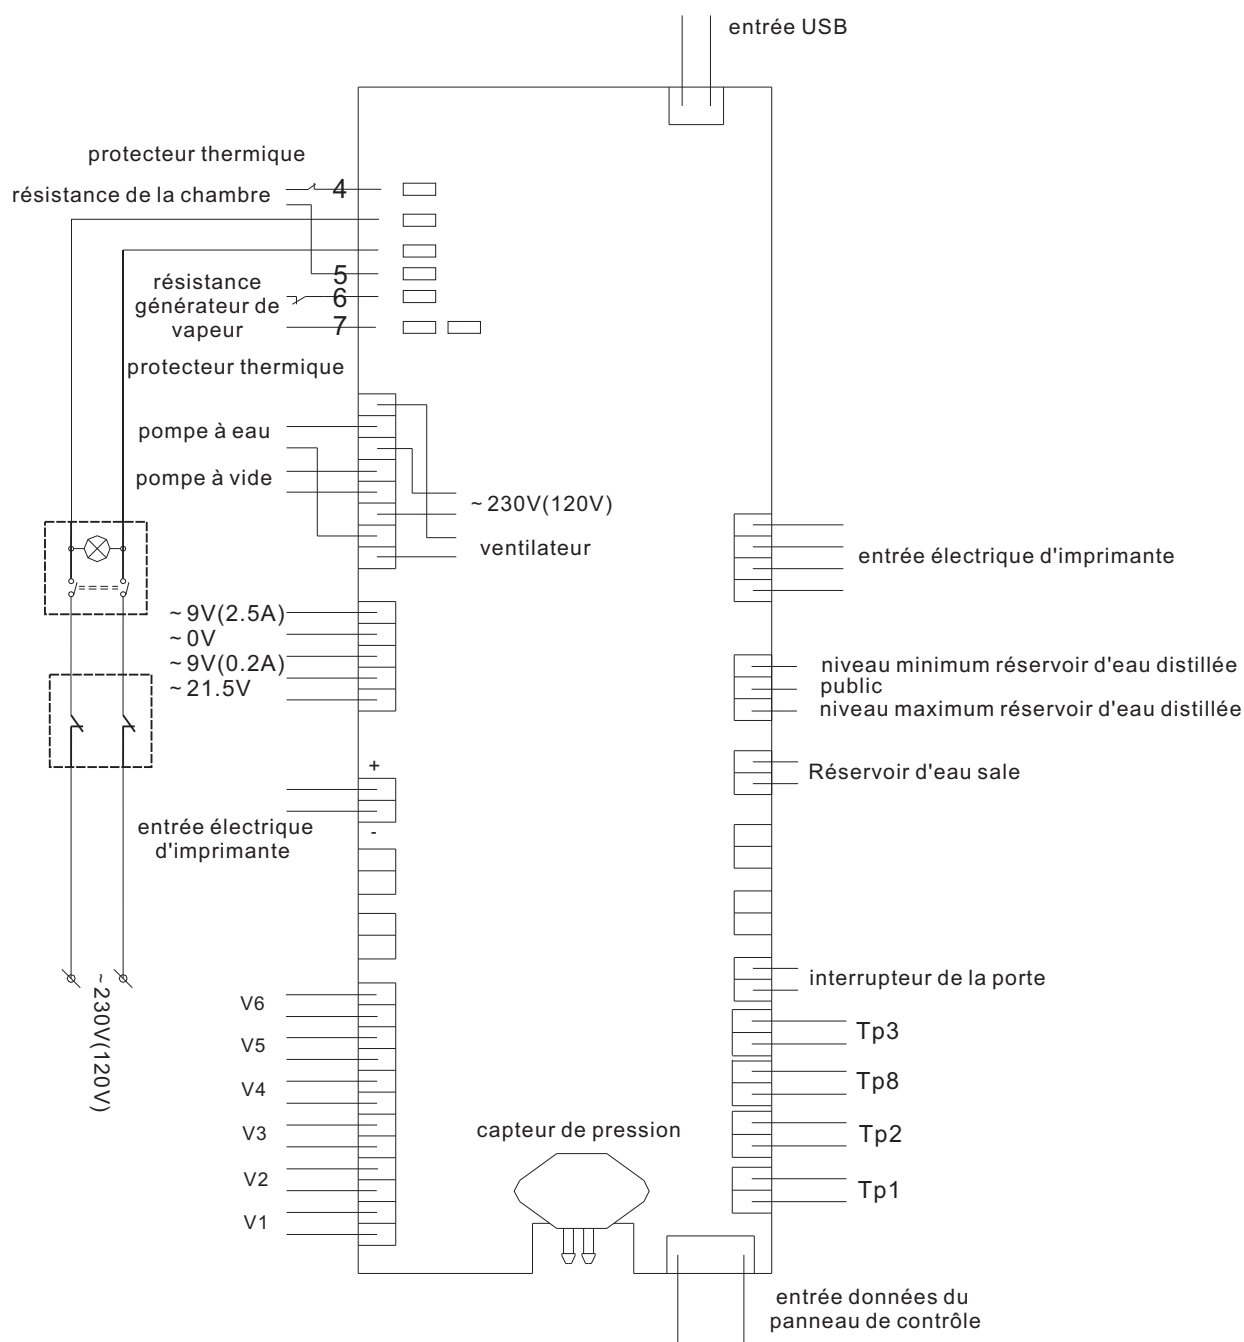 entrée USB
protecteur thermique
4
résistance de la chambre
5
résistance
générateur de
vapeur
6
7
protecteur thermique
pompe à eau
pompe à vide
~230V(120V)
ventilateur
entrée électrique d'imprimante
~9V(2.5A)
~0V
~9V(0.2A)
~21.5V
niveau minimum réservoir d'eau distillée
public
niveau maximum réservoir d'eau distillée
+
Réservoir d'eau sale
entrée électrique
d'imprimante
-
interrupteur de la porte
~230V(120V)
V6
V5
V4
V3
V2
V1
Tp3
Tp8
Tp2
Tp1
capteur de pression
entrée données du
panneau de contrôle